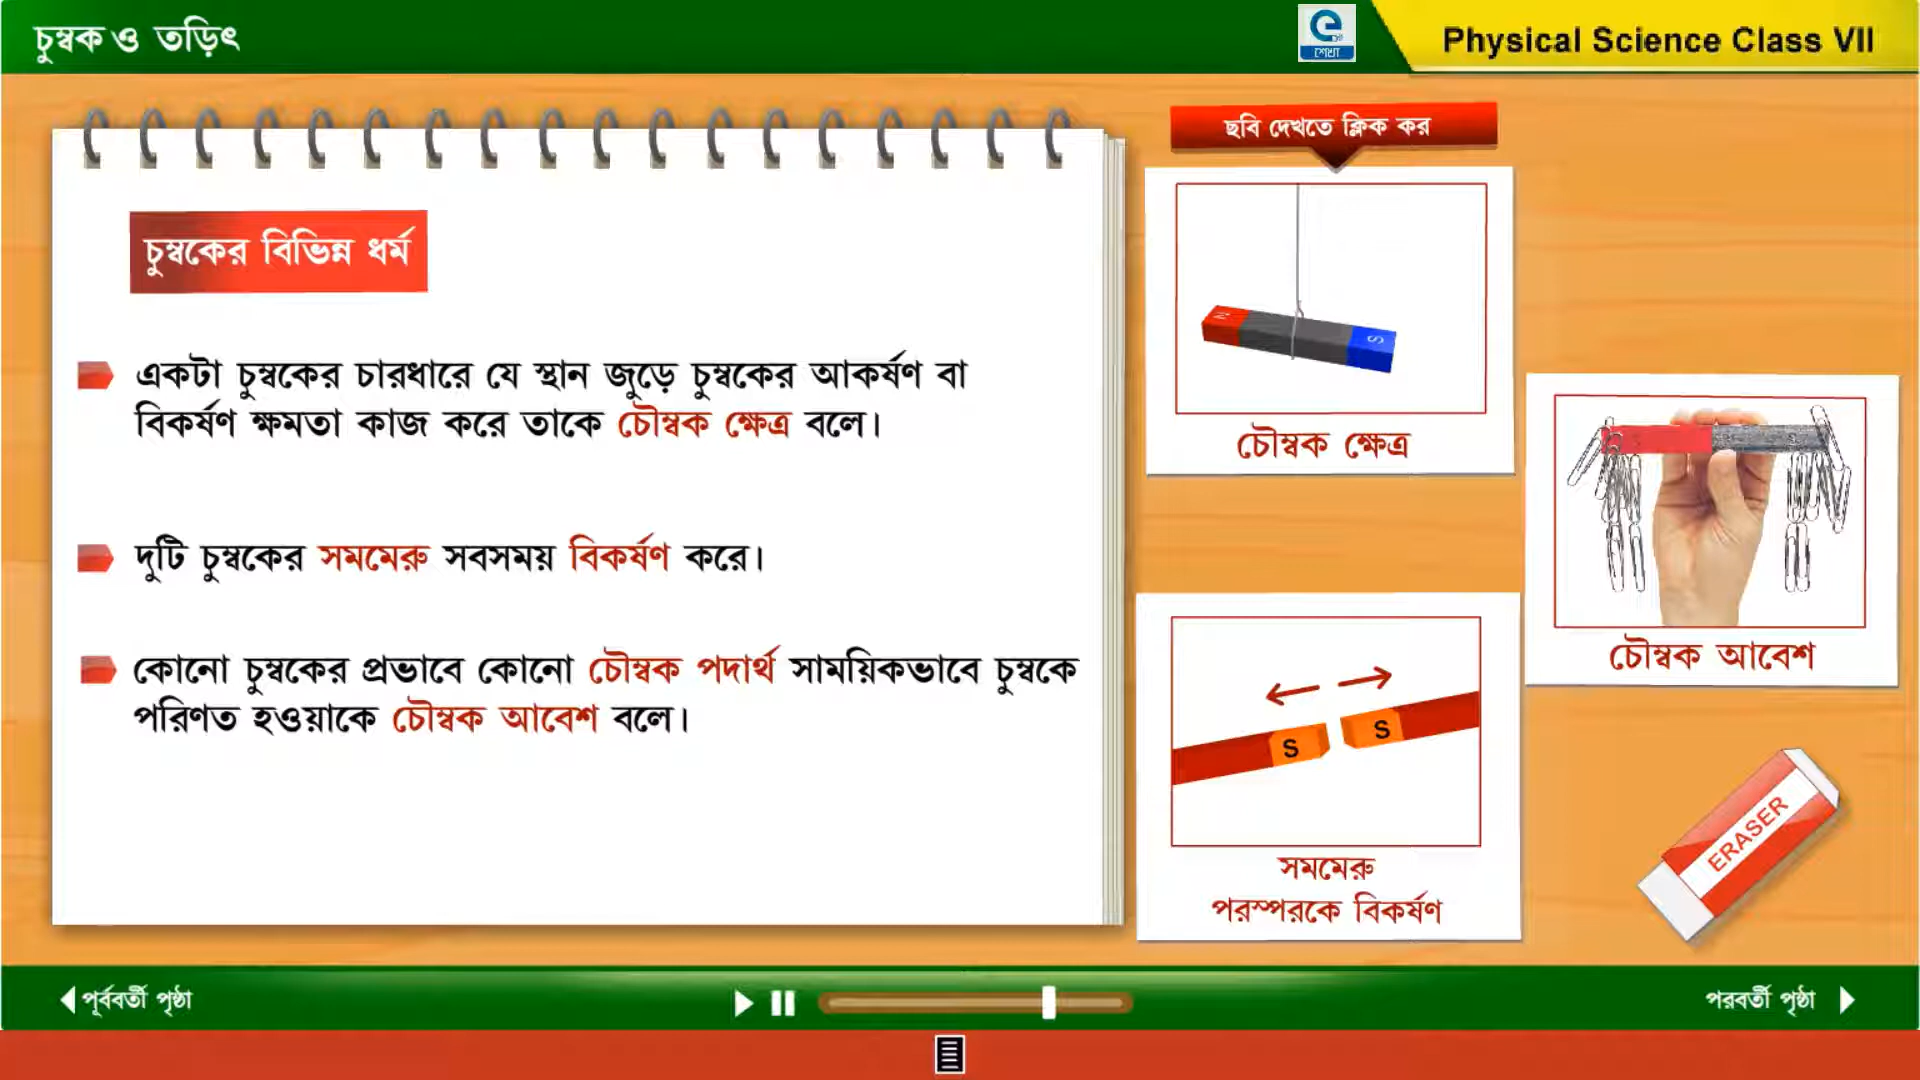 চুম্বক ও তড়িৎ
শেখা
Physical Science Class VII
ছবি দেখতে ক্লিক কর
চুম্বকের বিভিন্ন ধর্ম
একটা চুম্বকের চারধারে যে স্থান জুড়ে চুম্বকের আকর্ষণ বা
বিকর্ষণ ক্ষমতা কাজ করে তাকে চৌম্বক ক্ষেত্র বলে।
দুটি চুম্বকের সমমেরু সবসময় বিকর্ষণ করে।
কোনো চুম্বকের প্রভাবে কোনো চৌম্বক পদার্থ সাময়িকভাবে চুম্বকে
পরিণত হওয়াকে চৌম্বক আবেশ বলে।
N
S
চৌম্বক ক্ষেত্র
চৌম্বক আবেশ
S
S
সমমেরু
পরস্পরকে বিকর্ষণ
ERASER
পূর্ববর্তী পৃষ্ঠা
পরবর্তী পৃষ্ঠা